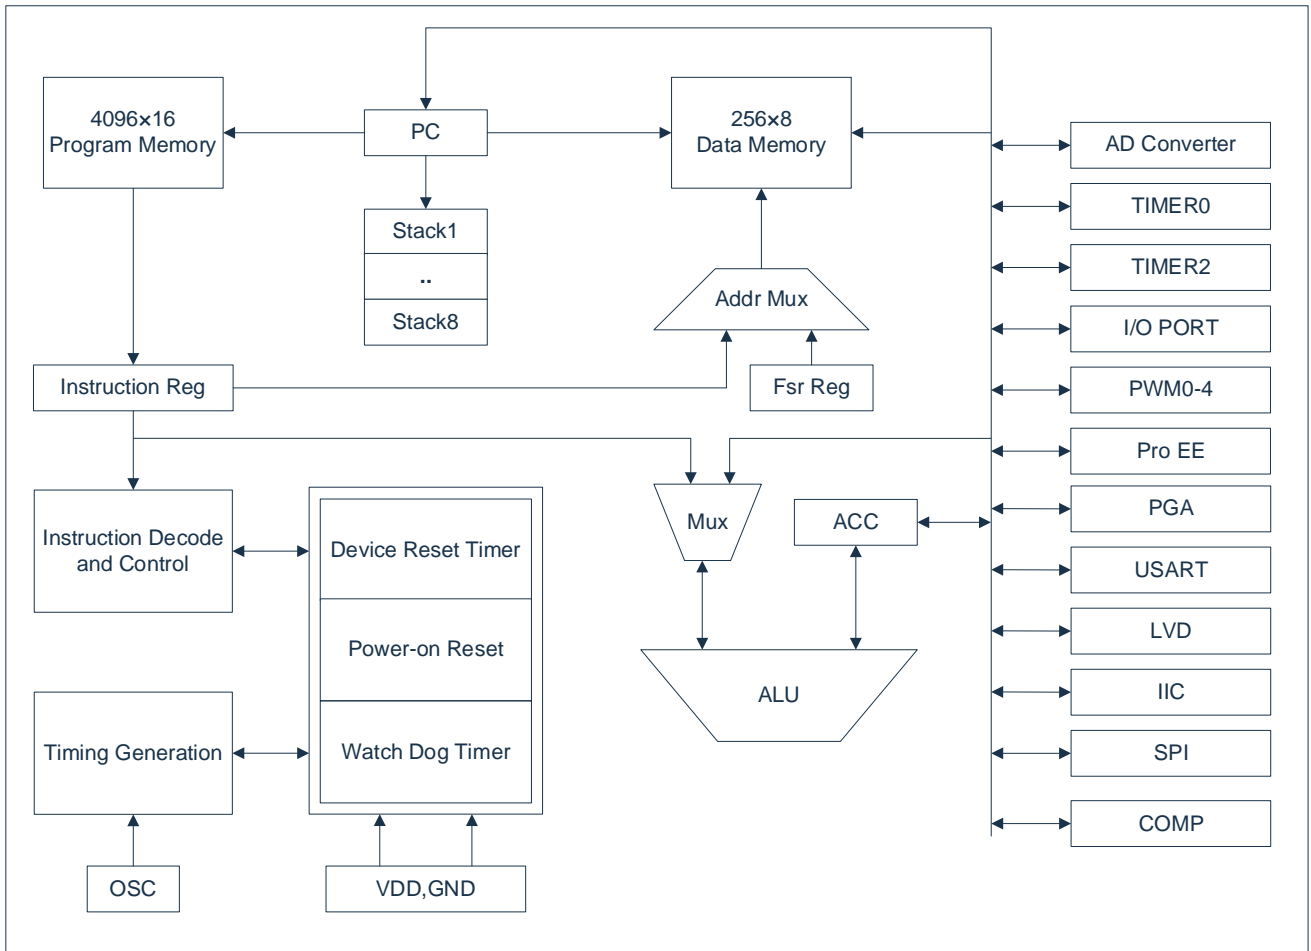 4096×16
Program Memory
PC
256×8
Data Memory
AD Converter
TIMER0
Stack1
TIMER2
..
Addr Mux
Stack8
I/O PORT
Instruction Reg
Fsr Reg
PWM0-4
Pro EE
PGA
Mux
ACC
Instruction Decode
and Control
Device Reset Timer
USART
LVD
Power-on Reset
ALU
IIC
Timing Generation
Watch Dog Timer
SPI
COMP
OSC
VDD,GND